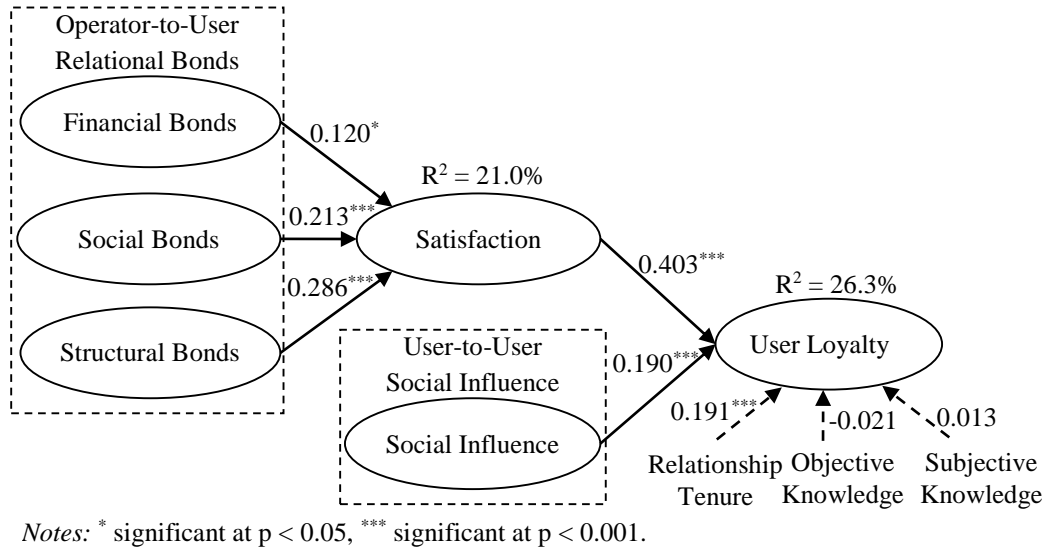 Operator-to-User
Relational Bonds
Financial Bonds
0.120*
R² = 21.0%
Social Bonds
0.213***
Satisfaction
0.286***
0.403***
R² = 26.3%
Structural Bonds
User-to-User
Social Influence
0.190***
User Loyalty
Social Influence
0.191***
-0.021
0.013
Relationship
Tenure
Objective
Knowledge
Subjective
Knowledge
Notes: * significant at p < 0.05, *** significant at p < 0.001.